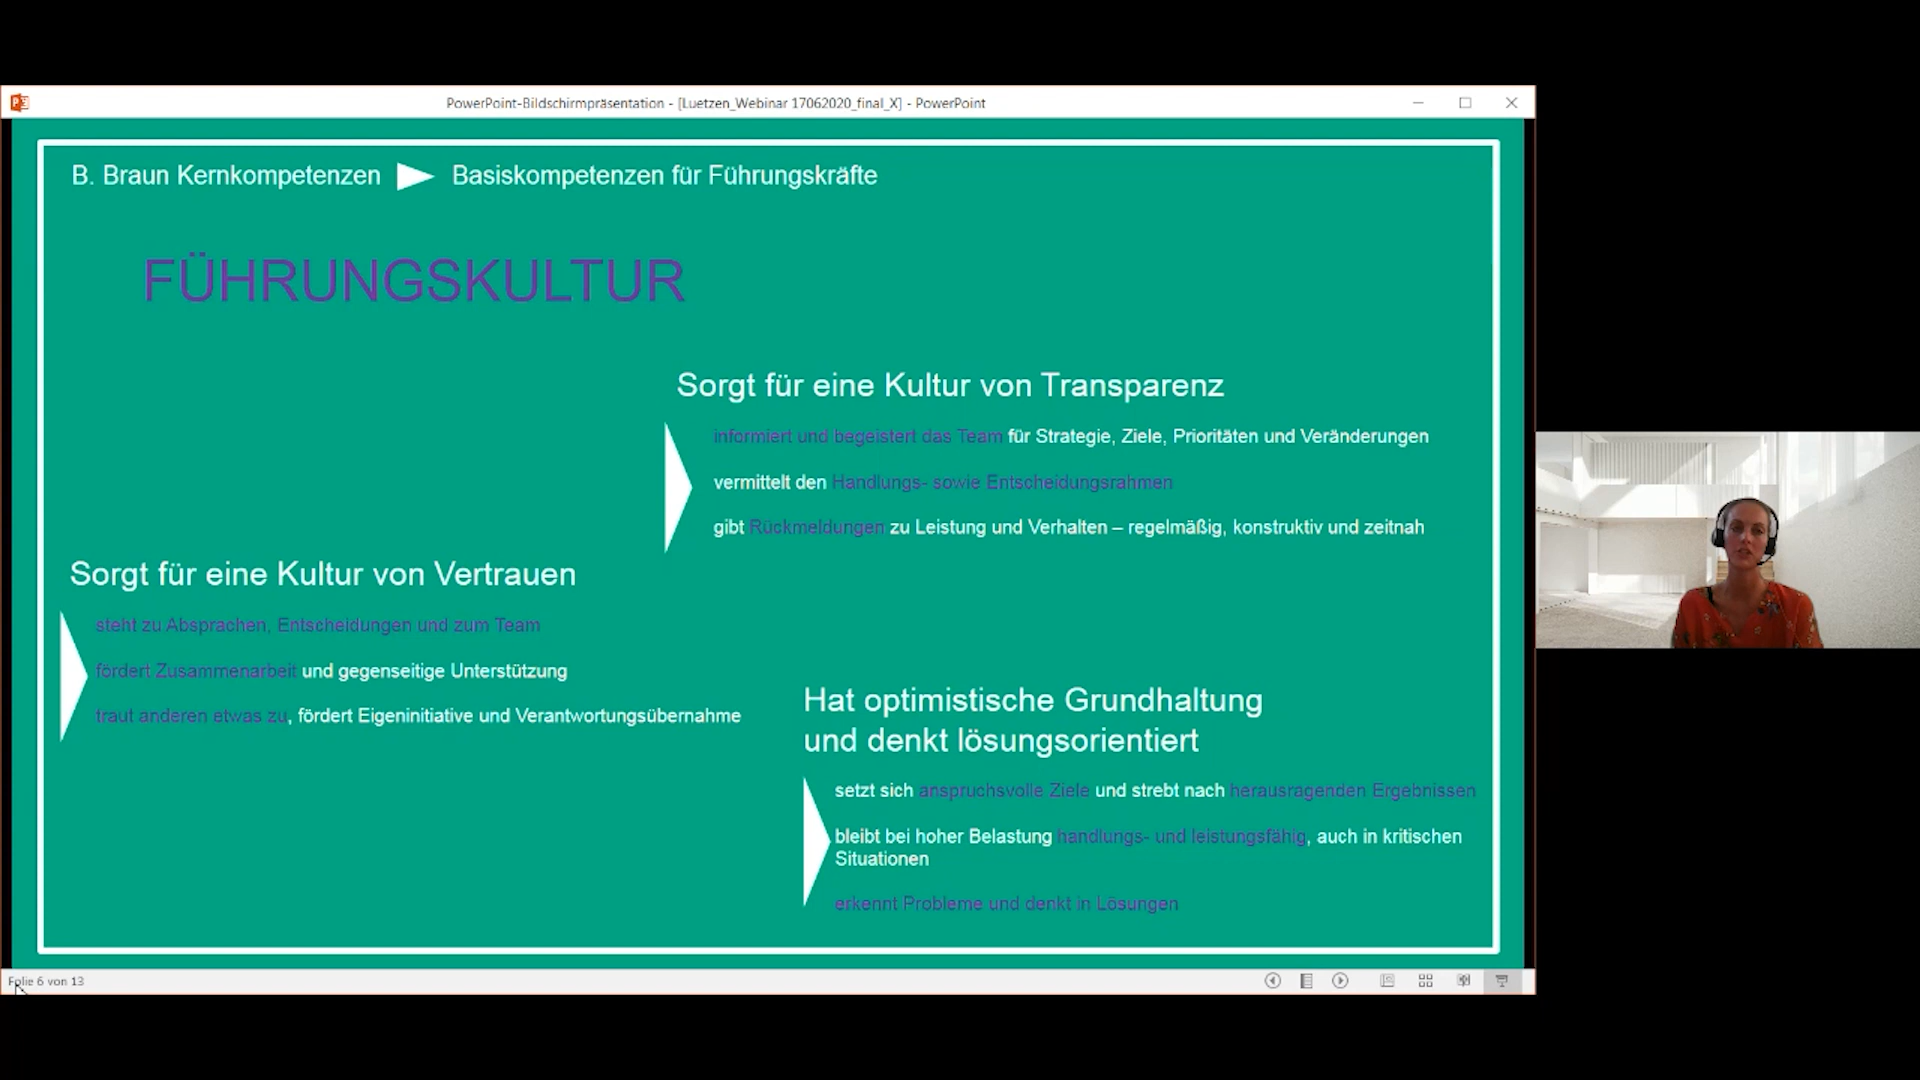 PowerPoint-Bildschirmpräsentation - [Luetzen_Webinar 17062020_final_X] - PowerPoint
B. Braun Kernkompetenzen
Basiskompetenzen für Führungskräfte
FÜHRUNGSKULTUR
Sorgt für eine Kultur von Transparenz
informiert und begeistert das Team für Strategie, Ziele, Prioritäten und Veränderungen
vermittelt den Handlungs- sowie Entscheidungsrahmen
gibt Rückmeldungen zu Leistung und Verhalten – regelmäßig, konstruktiv und zeitnah
Sorgt für eine Kultur von Vertrauen
steht zu Absprachen, Entscheidungen und zum Team
fördert Zusammenarbeit und gegenseitige Unterstützung
traut anderen etwas zu, fördert Eigeninitiative und Verantwortungsübernahme
Hat optimistische Grundhaltung
und denkt lösungsorientiert
setzt sich anspruchsvolle Ziele und strebt nach herausragenden Ergebnissen
bleibt bei hoher Belastung handlungs- und leistungsfähig, auch in kritischen
Situationen
erkennt Probleme und denkt in Lösungen
Folie 6 von 13